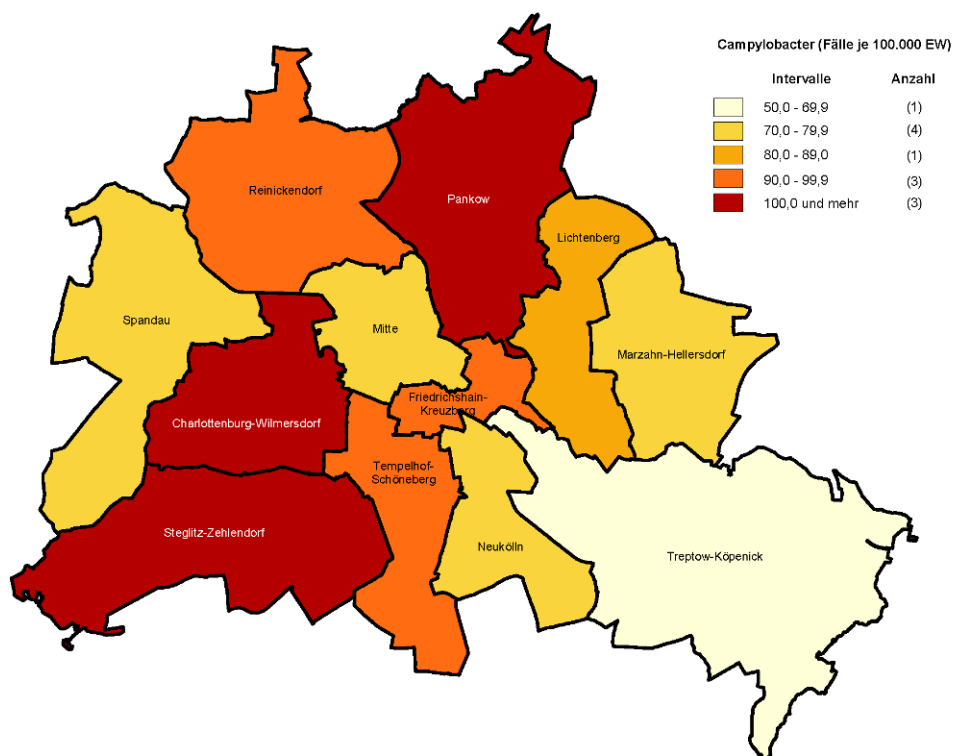 Campylobacter (Fälle je 100.000 EW)
Intervalle Anzahl
50,0 - 69,9 (1)
70,0 - 79,9 (4)
80,0 - 89,0 (1)
90,0 - 99,9 (3)
100,0 und mehr (3)
Reinickendorf
Pankow
Lichtenberg
Spandau
Mitte
Marzahn-Hellersdorf
Friedrichshain-
Kreuzberg
Charlottenburg-Wilmersdorf
Tempelhof-
Schöneberg
Steglitz-Zehlendorf
Neukölln
Treptow-Köpenick